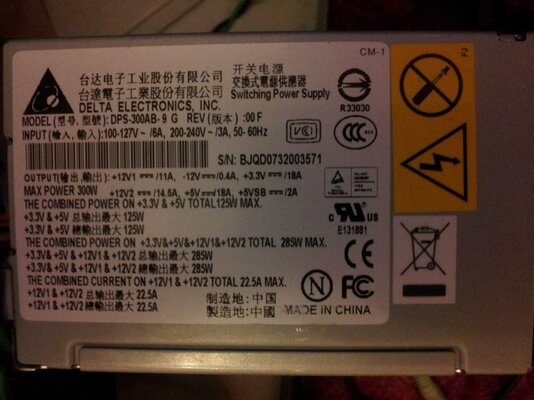 CM-1
F2
台达电子工业股份有限公司
台達電子工業股份有限公司
DELTA ELECTRONICS, INC.
开关电源
交換式電源供應器
Switching Power Supply
R33030
MODEL(型号, 型號): DPS-300AB-9 G REV(版本) :00F
INPUT(输入, 輸入): 100-127V~/6A, 200-240V~/3A, 50-60Hz
S/N: BJQD0732003571
OUTPUT(输出, 輸出): +12V1⎓11A, -12V⎓0.4A, +3.3V⎓18A
MAX POWER 300W +12V2⎓14.5A, +5V⎓18A, +5VSB⎓2A
THE COMBINED POWER ON +3.3V & +5V TOTAL125W MAX.
+3.3V & +5V 总输出最大 125W
+3.3V & +5V 總輸出最大 125W
THE COMBINED POWER ON +3.3V&+5V&+12V1&+12V2 TOTAL 285W MAX.
+3.3V &+5V & +12V1 & +12V2 总输出最大 285W
+3.3V &+5V & +12V1 & +12V2 總輸出最大 285W
THE COMBINED CURRENT ON +12V1 & +12V2 TOTAL 22.5A MAX.
+12V1 & +12V2 总输出最大 22.5A
+12V1 & +12V2 總輸出最大 22.5A
制造地: 中国
製造地: 中國 MADE IN CHINA
VCI
CCC
c RU US
E131881
CE
N FC